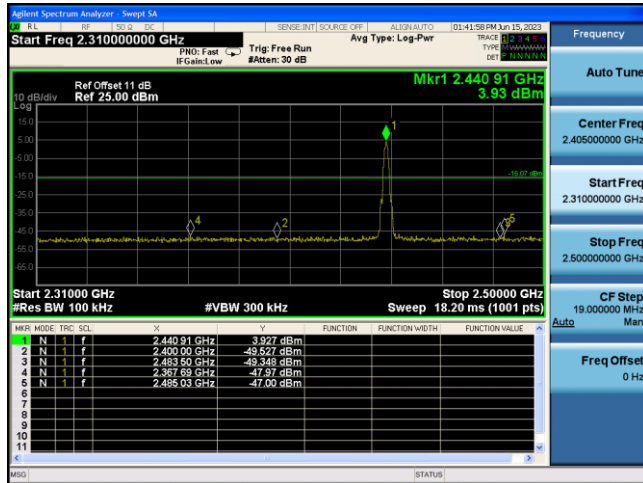 Agilent Spectrum Analyzer - Swept SA
RL RF 50 Ω DC SENSE:INT SOURCE OFF ALIGN AUTO 01:41:58 PM Jun 15, 2023
Start Freq 2.310000000 GHz
PNO: Fast
IFGain:Low
Trig: Free Run
#Atten: 30 dB
Avg Type: Log-Pwr
TRACE 1 2 3 4 5 6
TYPE MWWWWW
DET P N N N N N
Mkr1 2.440 91 GHz
3.93 dBm
Ref Offset 11 dB
10 dB/div Ref 25.00 dBm
Log
15.0
5.00
-5.00
-15.0
-25.0
-35.0
-45.0
-55.0
-65.0
-16.07 dBm
1
4
2
5
Start 2.31000 GHz Stop 2.50000 GHz
#Res BW 100 kHz #VBW 300 kHz Sweep 18.20 ms (1001 pts)
MKR MODE TRC SCL X Y FUNCTION FUNCTION WIDTH FUNCTION VALUE
1 N 1 f 2.440 91 GHz 3.927 dBm
2 N 1 f 2.400 00 GHz -49.527 dBm
3 N 1 f 2.483 50 GHz -49.348 dBm
4 N 1 f 2.367 69 GHz -47.97 dBm
5 N 1 f 2.485 03 GHz -47.00 dBm
6
7
8
9
10
11
MSG STATUS
Frequency
Auto Tune
Center Freq
2.405000000 GHz
Start Freq
2.310000000 GHz
Stop Freq
2.500000000 GHz
CF Step
19.000000 MHz
Auto Man
Freq Offset
0 Hz